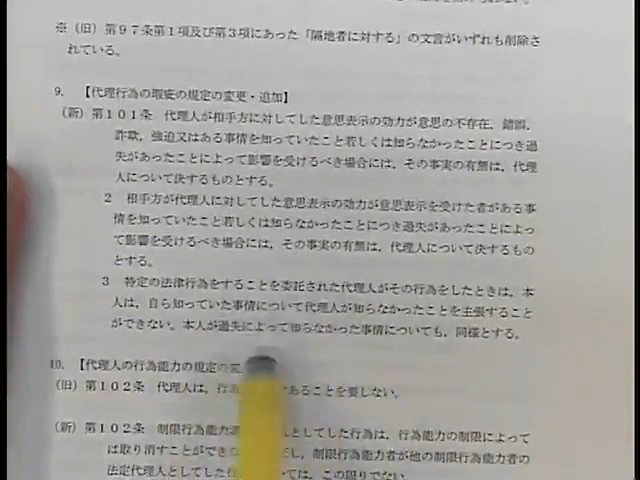 ※（旧）第９７条第１項及び第３項にあった「隔地者に対する」の文言がいずれも削除さ
れている。
9. 【代理行為の瑕疵の規定の変更・追加】
（新）第１０１条　代理人が相手方に対してした意思表示の効力が意思の不存在，錯誤，
詐欺，強迫又はある事情を知っていたこと若しくは知らなかったことにつき過
失があったことによって影響を受けるべき場合には，その事実の有無は，代理
人について決するものとする。
２　相手方が代理人に対してした意思表示の効力が意思表示を受けた者がある事
情を知っていたこと若しくは知らなかったことにつき過失があったことによっ
て影響を受けるべき場合には，その事実の有無は，代理人について決するもの
とする。
３　特定の法律行為をすることを委託された代理人がその行為をしたときは，本
人は，自ら知っていた事情について代理人が知らなかったことを主張すること
ができない。本人が過失によって知らなかった事情についても，同様とする。
10. 【代理人の行為能力の規定の変
（旧）第１０２条　代理人は，行為 あることを要しない。
（新）第１０２条　制限行為能力 人としてした行為は，行為能力の制限によって
は取り消すことができ だし，制限行為能力者が他の制限行為能力者の
法定代理人としてした ては，この限りでない